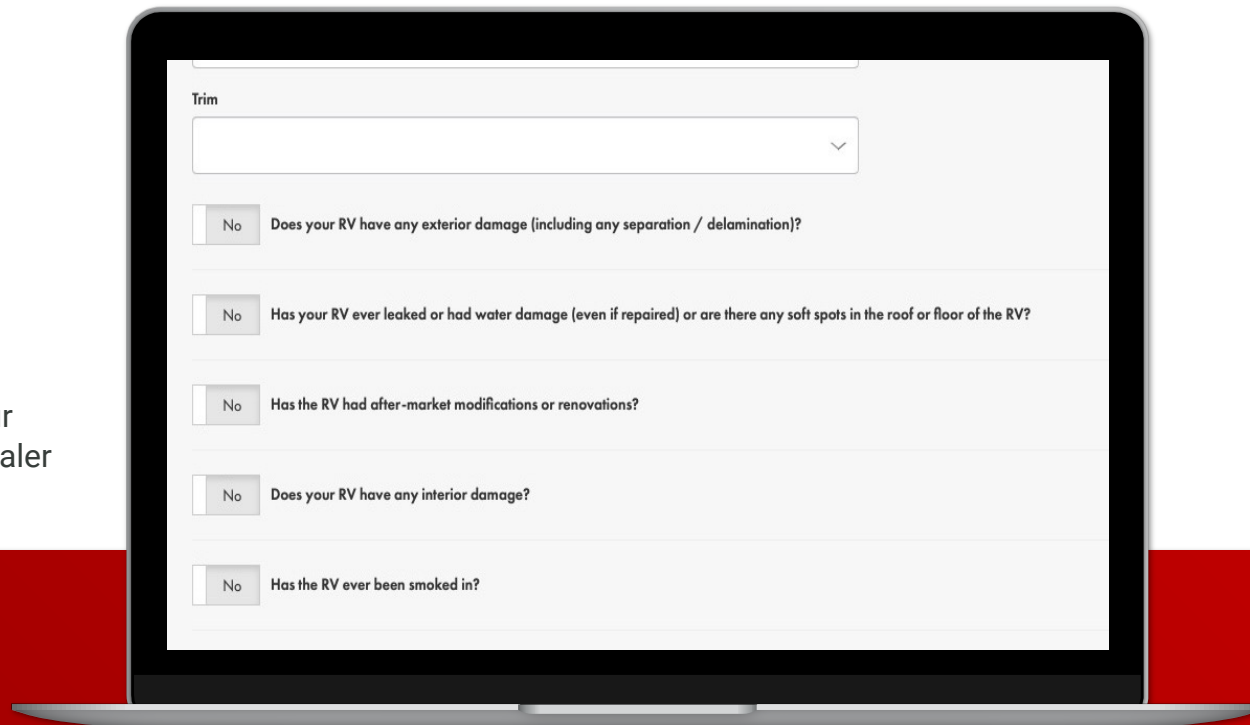 Trim
No Does your RV have any exterior damage (including any separation / delamination)?
No Has your RV ever leaked or had water damage (even if repaired) or are there any soft spots in the roof or floor of the RV?
No Has the RV had after-market modifications or renovations?
No Does your RV have any interior damage?
No Has the RV ever been smoked in?